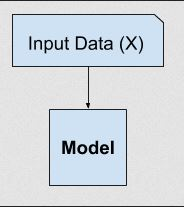 Input Data (X)
Model